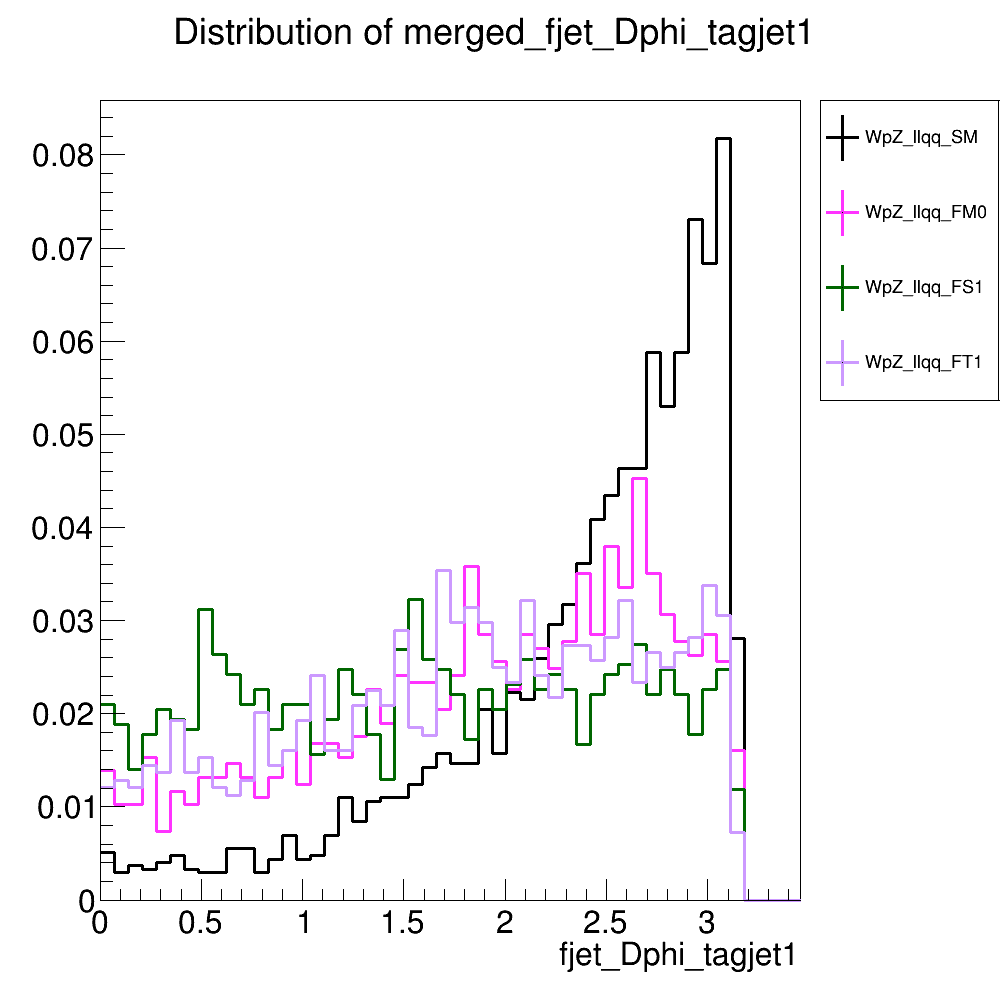 Distribution of merged_fjet_Dphi_tagjet1
WpZ_llqq_SM
WpZ_llqq_FM0
WpZ_llqq_FS1
WpZ_llqq_FT1
0.08
0.07
0.06
0.05
0.04
0.03
0.02
0.01
0
0 0.5 1 1.5 2 2.5 3
fjet_Dphi_tagjet1